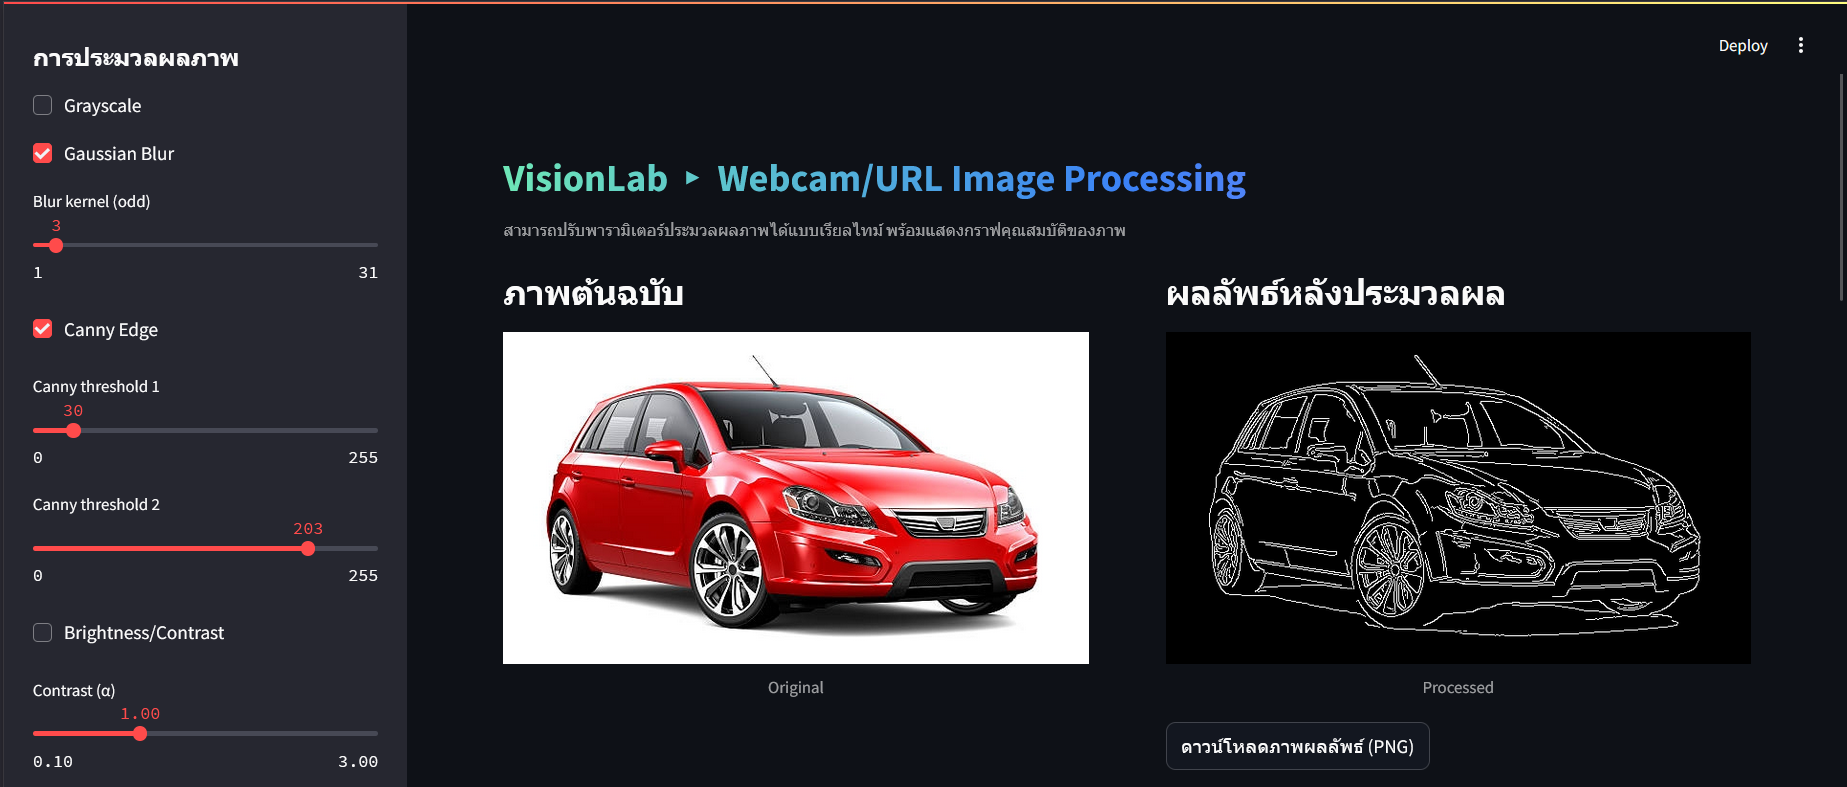 การประมวลผลภาพ
Grayscale
Gaussian Blur
Blur kernel (odd)
3
1 31
Canny Edge
Canny threshold 1
30
0 255
Canny threshold 2
203
0 255
Brightness/Contrast
Contrast (α)
1.00
0.10 3.00
Deploy
VisionLab ▸ Webcam/URL Image Processing
สามารถปรับพารามิเตอร์ประมวลผลภาพได้แบบเรียลไทม์ พร้อมแสดงกราฟคุณสมบัติของภาพ
ภาพต้นฉบับ
Original
ผลลัพธ์หลังประมวลผล
Processed
ดาวน์โหลดภาพผลลัพธ์ (PNG)